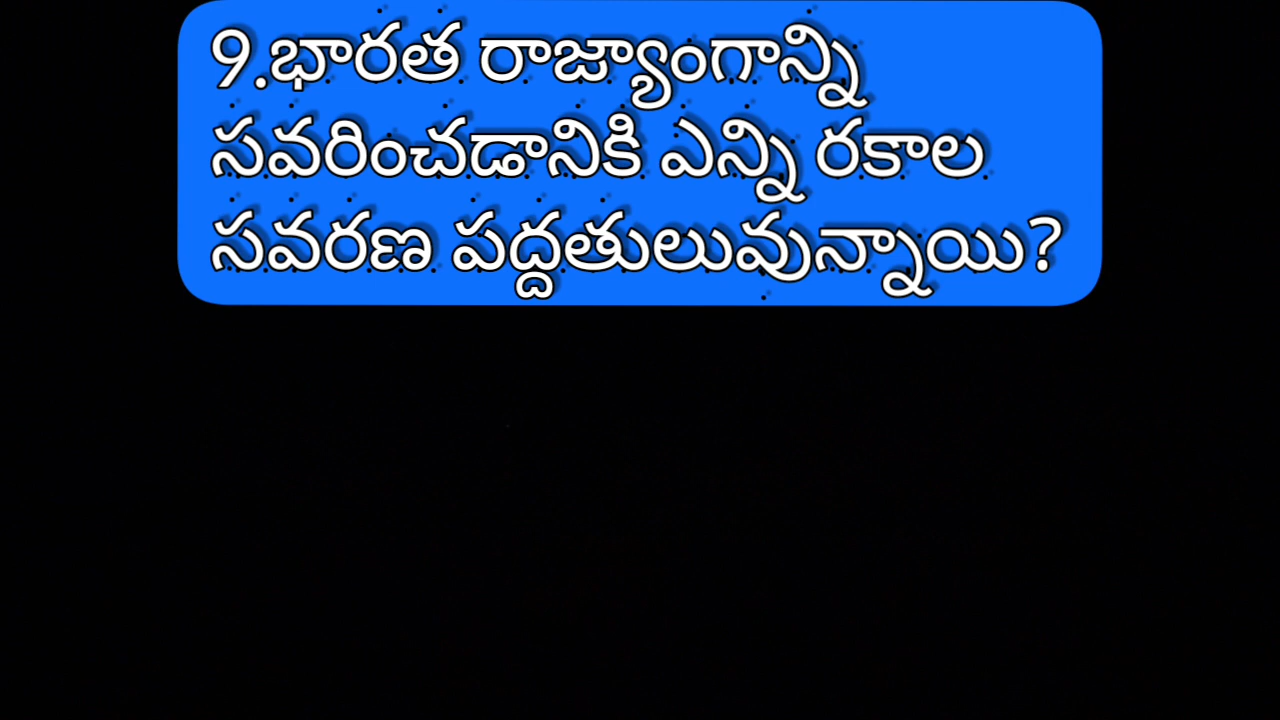 9.భారత రాజ్యాంగాన్ని
సవరించడానికి ఎన్ని రకాల
సవరణ పద్దతులువున్నాయి?